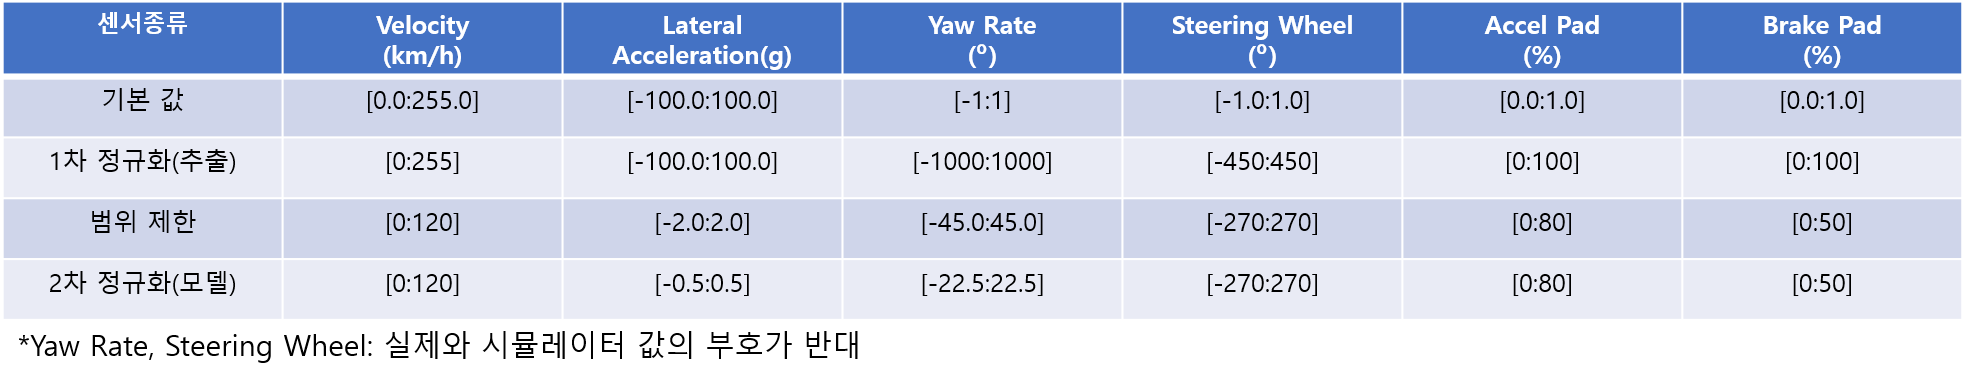 센서종류 Velocity (km/h) Lateral Acceleration(g) Yaw Rate (⁰) Steering Wheel (⁰) Accel Pad (%) Brake Pad (%)
기본 값 [0.0:255.0] [-100.0:100.0] [-1:1] [-1.0:1.0] [0.0:1.0] [0.0:1.0]
1차 정규화(추출) [0:255] [-100.0:100.0] [-1000:1000] [-450:450] [0:100] [0:100]
범위 제한 [0:120] [-2.0:2.0] [-45.0:45.0] [-270:270] [0:80] [0:50]
2차 정규화(모델) [0:120] [-0.5:0.5] [-22.5:22.5] [-270:270] [0:80] [0:50]
*Yaw Rate, Steering Wheel: 실제와 시뮬레이터 값의 부호가 반대